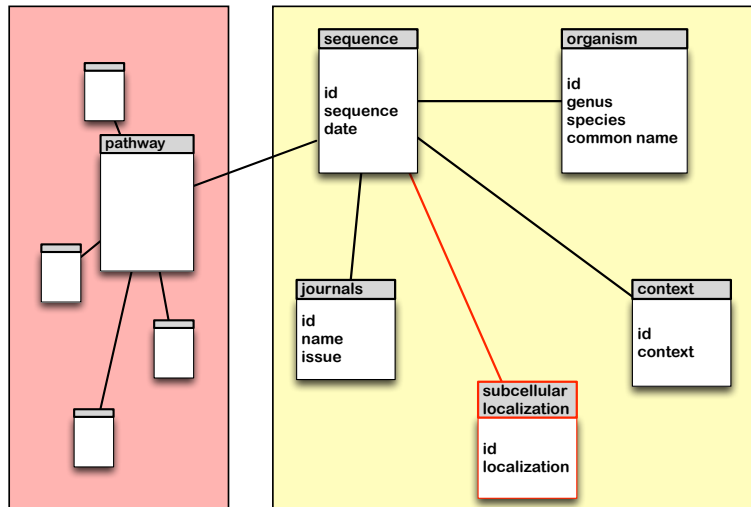 pathway
sequence
id
sequence
date
organism
id
genus
species
common name
journals
id
name
issue
subcellular
localization
id
localization
context
id
context